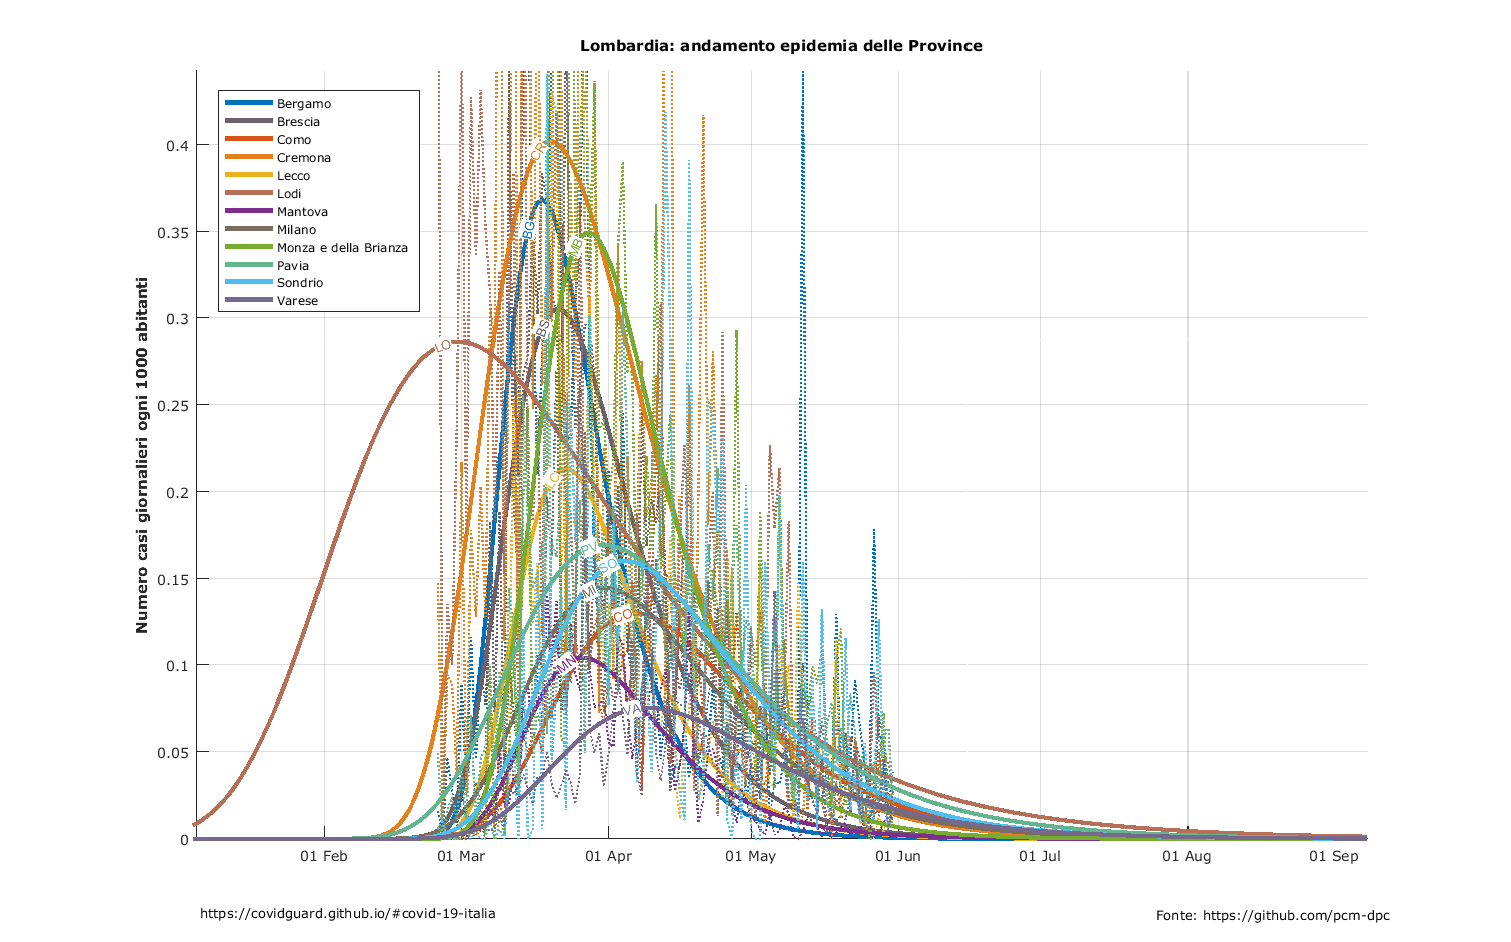 Lombardia: andamento epidemia delle Province
Numero casi giornalieri ogni 1000 abitanti
0.4
0.35
0.3
0.25
0.2
0.15
0.1
0.05
0
Bergamo
Brescia
Como
Cremona
Lecco
Lodi
Mantova
Milano
Monza e della Brianza
Pavia
Sondrio
Varese
CR
BG
MB
BS
LO
LC
PV
SO
MI
CO
MN
VA
01 Feb
01 Mar
01 Apr
01 May
01 Jun
01 Jul
01 Aug
01 Sep
https://covidguard.github.io/#covid-19-italia
Fonte: https://github.com/pcm-dpc